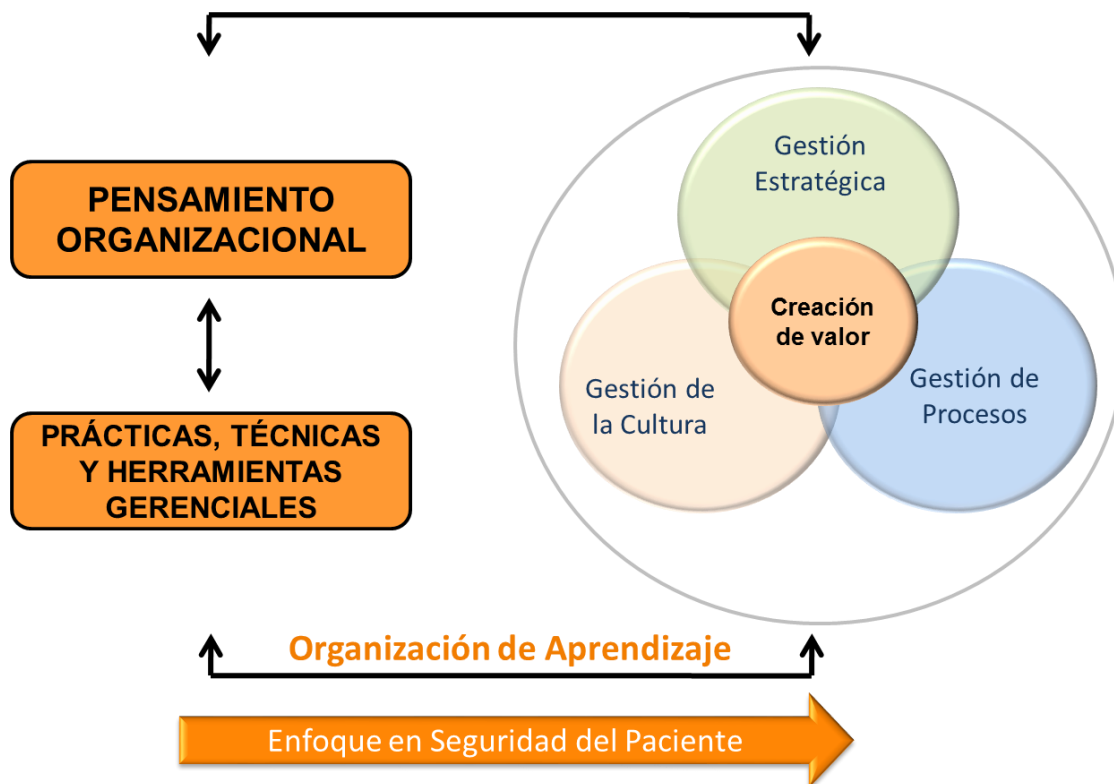 PENSAMIENTO
ORGANIZACIONAL
PRÁCTICAS, TÉCNICAS
Y HERRAMIENTAS
GERENCIALES
Gestión
Estratégica
Creación
de valor
Gestión de
la Cultura
Gestión de
Procesos
Organización de Aprendizaje
Enfoque en Seguridad del Paciente